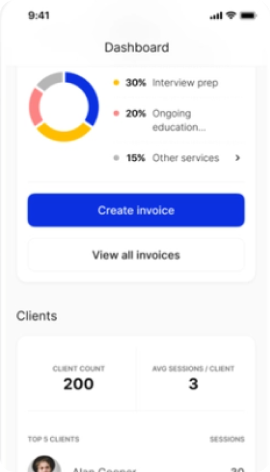 9:41
Dashboard
30% Interview prep
20% Ongoing
education...
15% Other services
Create invoice
View all invoices
Clients
CLIENT COUNT
200
AVG SESSIONS / CLIENT
3
TOP 5 CLIENTS SESSIONS
Alan Cooper 30